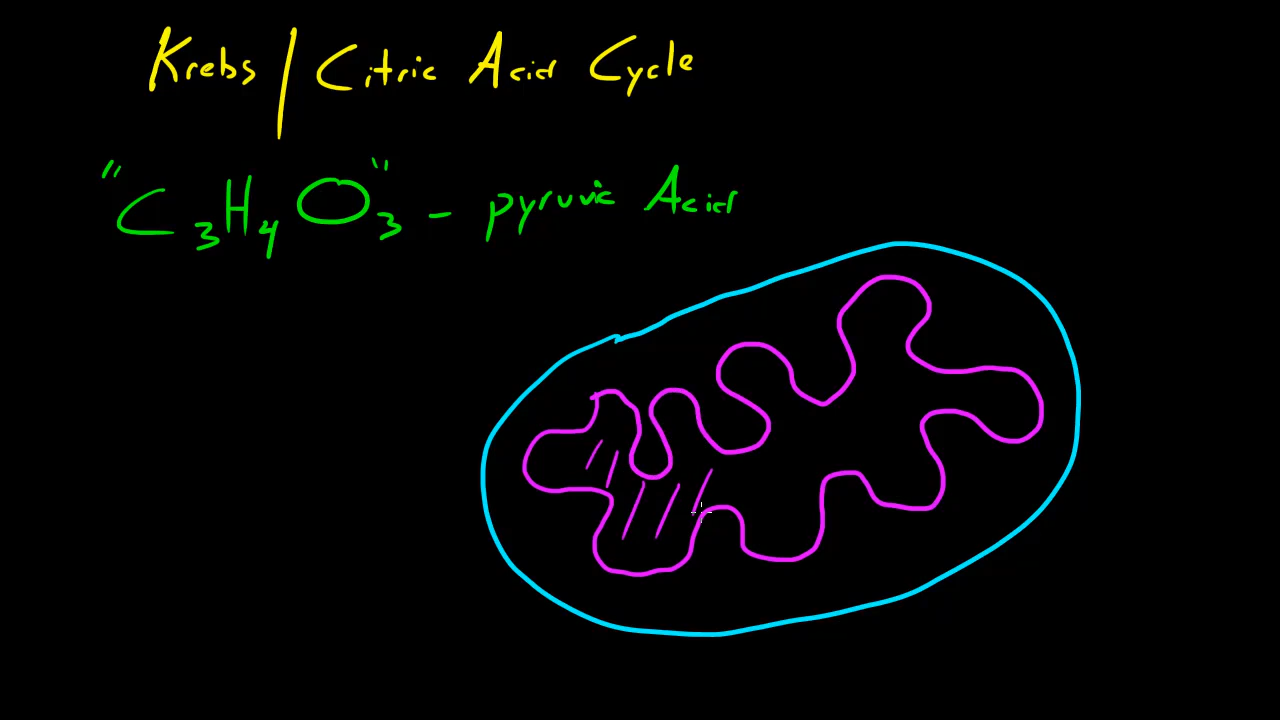 Krebs / Citric Acid Cycle
"C₃H₄O₃" - pyruvic Acid